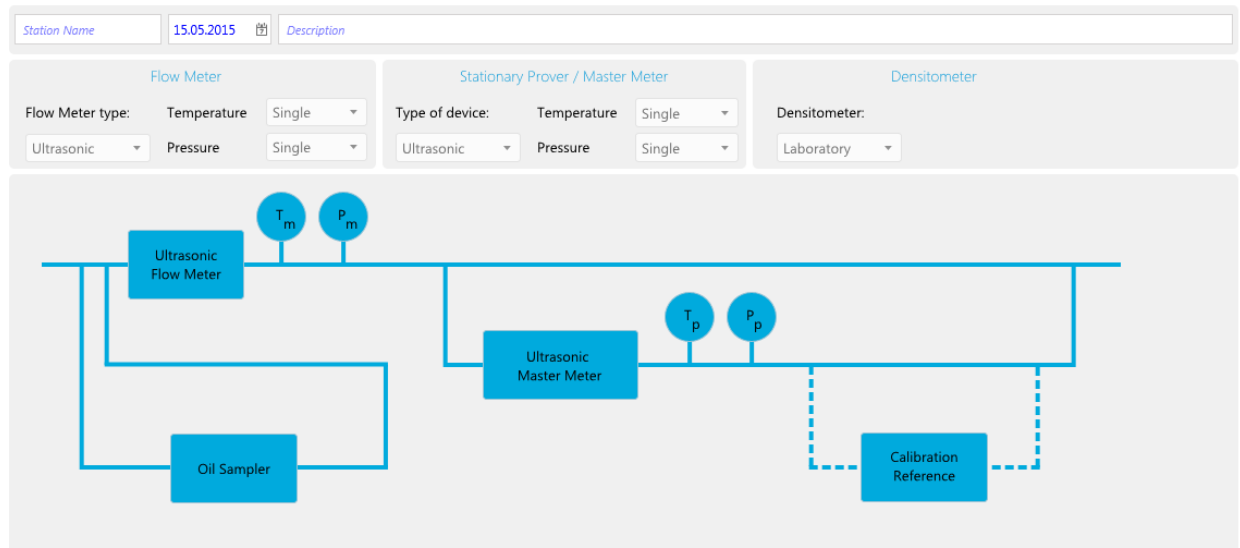 Station Name 15.05.2015 Description
Flow Meter
Flow Meter type: Temperature Single
Ultrasonic Pressure Single
Stationary Prover / Master Meter
Type of device: Temperature Single
Ultrasonic Pressure Single
Densitometer
Densitometer:
Laboratory
Tm Pm
Ultrasonic
Flow Meter
Tp Pp
Ultrasonic
Master Meter
Oil Sampler
Calibration
Reference